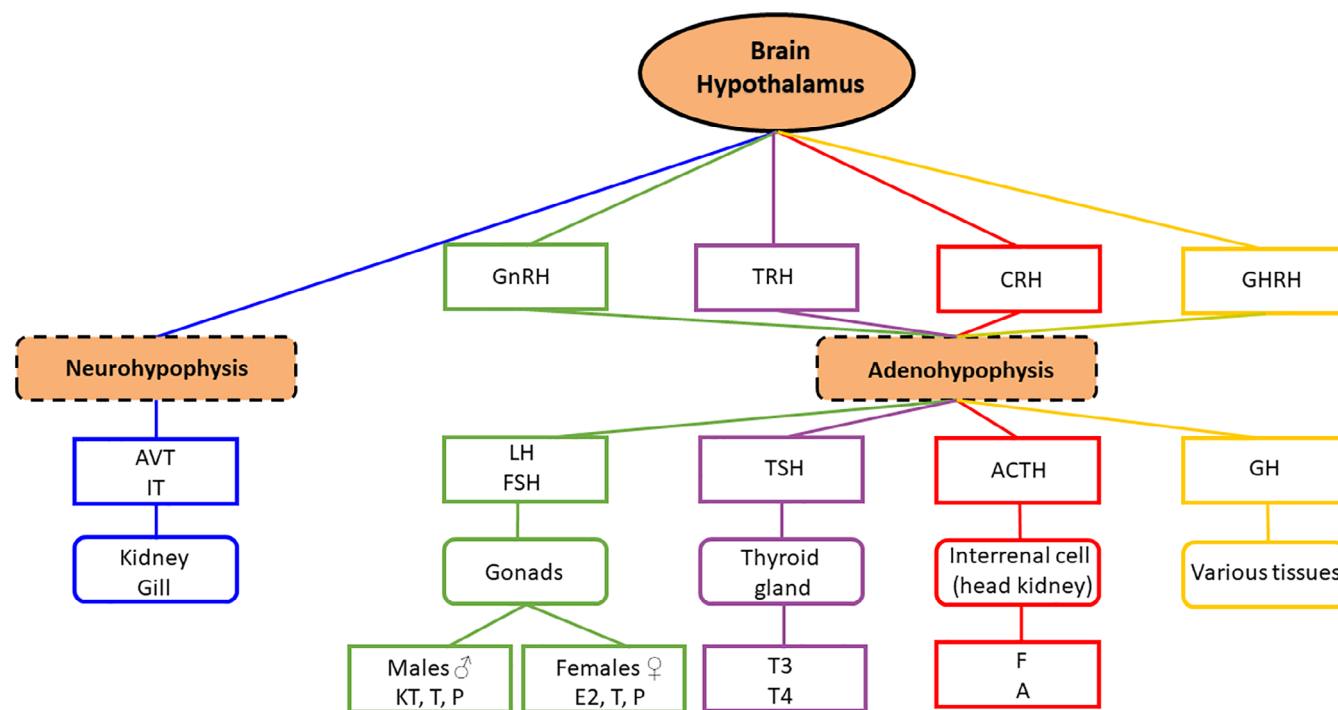 Brain
Hypothalamus
GnRH
TRH
CRH
GHRH
Neurohypophysis
Adenohypophysis
AVT
IT
LH
FSH
TSH
ACTH
GH
Kidney
Gill
Gonads
Thyroid
gland
Interrenal cell
(head kidney)
Various tissues
Males ♂
KT, T, P
Females ♀
E2, T, P
T3
T4
F
A